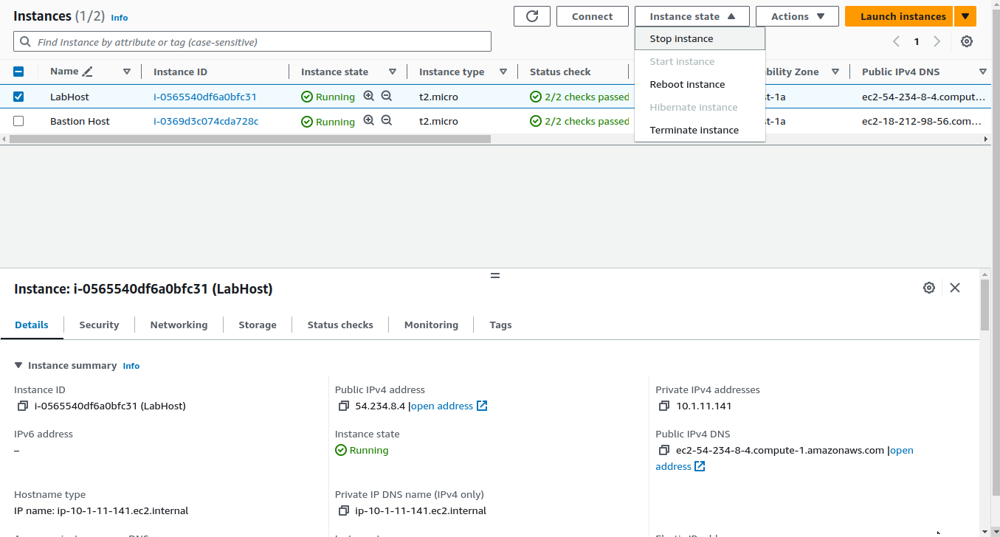 Instances (1/2) Info
Connect
Instance state
Actions
Launch instances
Find Instance by attribute or tag (case-sensitive)
1
Stop instance
Start instance
Reboot instance
Hibernate instance
Terminate instance
Name Instance ID Instance state Instance type Status check bility Zone Public IPv4 DNS
LabHost i-0565540df6a0bfc31 Running t2.micro 2/2 checks passed t-1a ec2-54-234-8-4.comput…
Bastion Host i-0369d3c074cda728c Running t2.micro 2/2 checks passed t-1a ec2-18-212-98-56.com…
Instance: i-0565540df6a0bfc31 (LabHost)
Details Security Networking Storage Status checks Monitoring Tags
Instance summary Info
Instance ID
i-0565540df6a0bfc31 (LabHost)
Public IPv4 address
54.234.8.4 |open address
Private IPv4 addresses
10.1.11.141
IPv6 address
–
Instance state
Running
Public IPv4 DNS
ec2-54-234-8-4.compute-1.amazonaws.com |open
address
Hostname type
IP name: ip-10-1-11-141.ec2.internal
Private IP DNS name (IPv4 only)
ip-10-1-11-141.ec2.internal